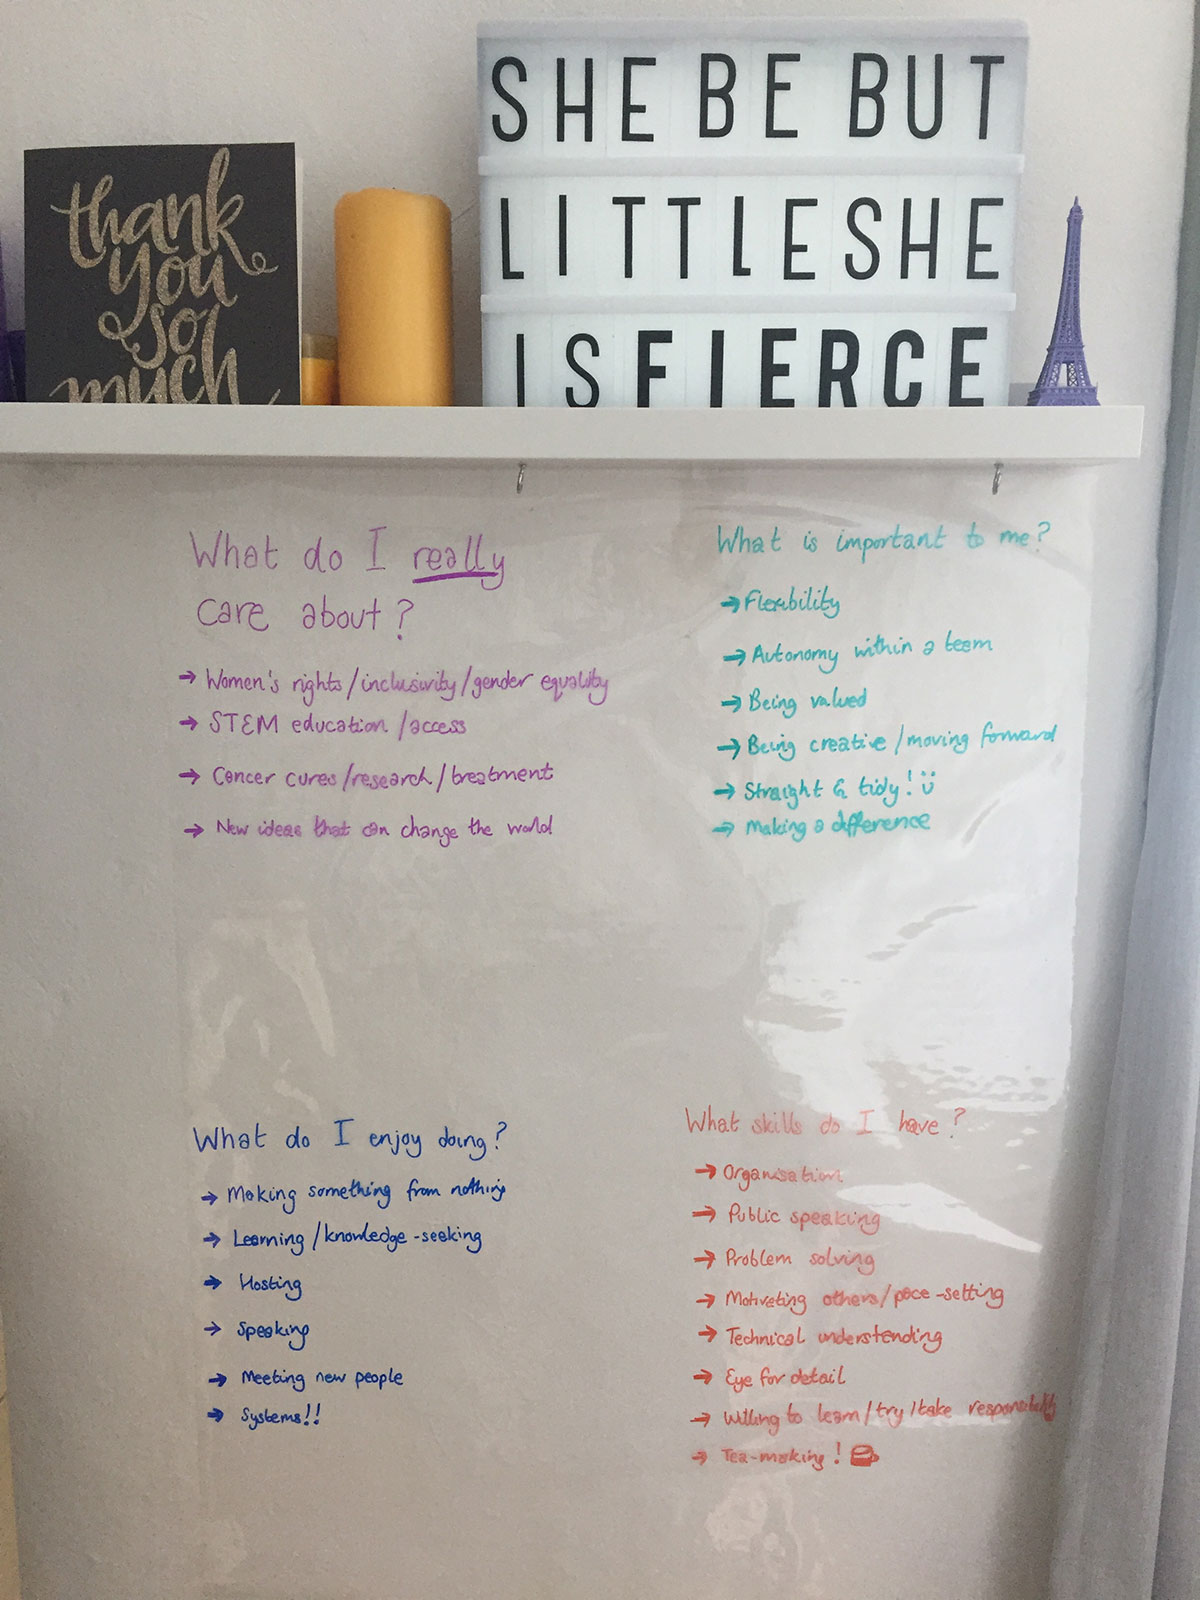 thank
you
so
much
SHE BE BUT
LITTLE SHE
IS FIERCE
What do I really
care about?
→ Women's rights/inclusivity/gender equality
→ STEM education/access
→ Cancer cures/research/treatment
→ New ideas that can change the world
What is important to me?
→ Flexibility
→ Autonomy within a team
→ Being valued
→ Being creative/moving forward
→ Straight & tidy! ü
→ Making a difference
What do I enjoy doing?
→ Making something from nothing
→ Learning/knowledge-seeking
→ Hosting
→ Speaking
→ Meeting new people
→ Systems!!
What skills do I have?
→ Organisation
→ Public speaking
→ Problem solving
→ Motivating others/pace-setting
→ Technical understanding
→ Eye for detail
→ Willing to learn/try/take responsibility
→ Tea-making!